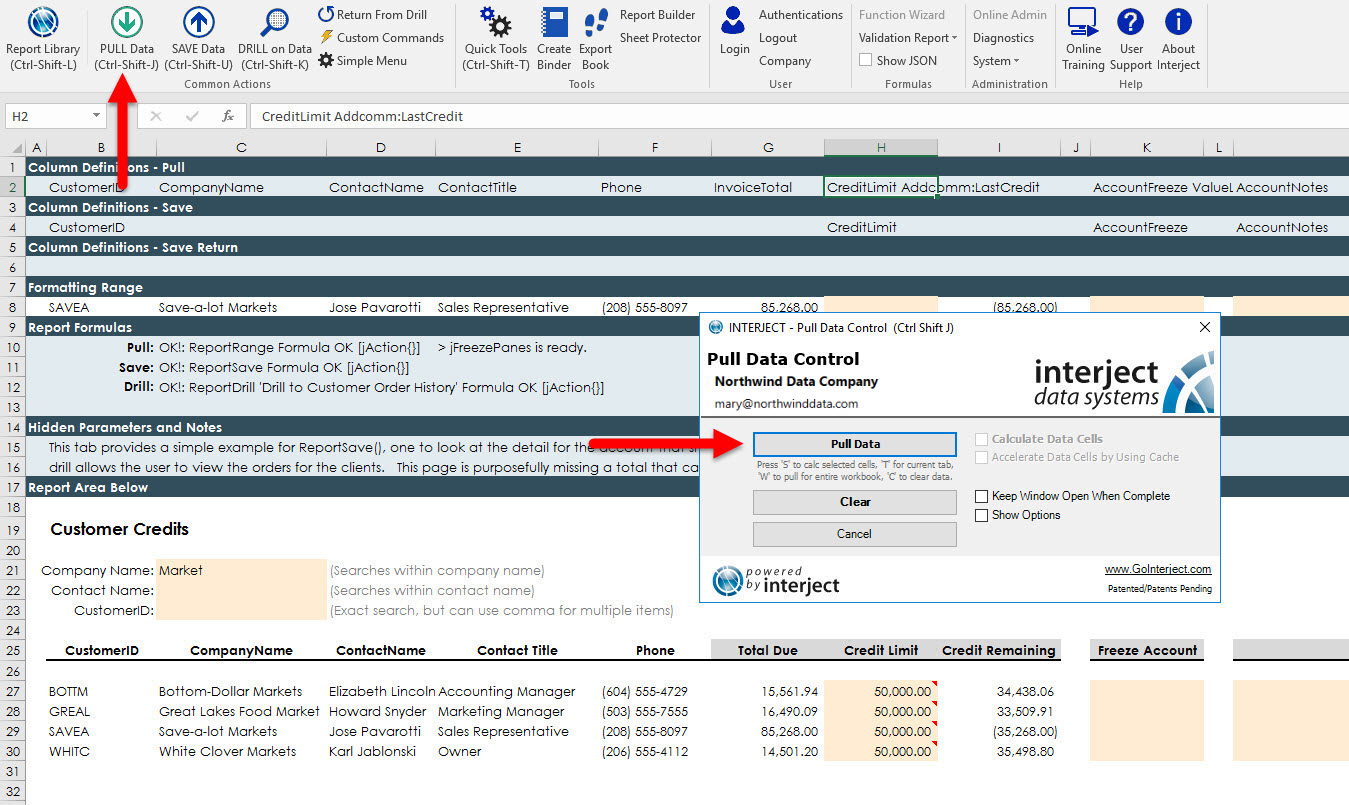 Report Library
(Ctrl-Shift-L)
PULL Data
(Ctrl-Shift-J)
SAVE Data
(Ctrl-Shift-U)
DRILL on Data
(Ctrl-Shift-K)
Return From Drill
Custom Commands
Simple Menu
Common Actions
Quick Tools
(Ctrl-Shift-T)
Create
Binder
Export
Book
Report Builder
Sheet Protector
Tools
Login
Authentications
Logout
Company
User
Function Wizard
Validation Report
Show JSON
Formulas
Online Admin
Diagnostics
System
Administration
Online
Training
User
Support
About
Interject
Help
H2 fx CreditLimit Addcomm:LastCredit
A B C D E F G H I J K L
1 Column Definitions - Pull
2 CustomerID CompanyName ContactName ContactTitle Phone InvoiceTotal CreditLimit Addcomm:LastCredit AccountFreeze ValueL AccountNotes
3 Column Definitions - Save
4 CustomerID CreditLimit AccountFreeze AccountNotes
5 Column Definitions - Save Return
6
7 Formatting Range
8 SAVEA Save-a-lot Markets Jose Pavarotti Sales Representative (208) 555-8097 85,268.00 (85,268.00)
9 Report Formulas
10 Pull: OK!: ReportRange Formula OK [jAction{}] > jFreezePanes is ready.
11 Save: OK!: ReportSave Formula OK [jAction{}]
12 Drill: OK!: ReportDrill 'Drill to Customer Order History' Formula OK [jAction{}]
13
14 Hidden Parameters and Notes
15 This tab provides a simple example for ReportSave(), one to look at the detail for the account that
16 drill allows the user to view the orders for the clients. This page is purposefully missing a total that ca
17 Report Area Below
18
19 Customer Credits
20
21 Company Name: Market (Searches within company name)
22 Contact Name: (Searches within contact name)
23 CustomerID: (Exact search, but can use comma for multiple items)
24
25 CustomerID CompanyName ContactName Contact Title Phone Total Due Credit Limit Credit Remaining Freeze Account
26
27 BOTTM Bottom-Dollar Markets Elizabeth Lincoln Accounting Manager (604) 555-4729 15,561.94 50,000.00 34,438.06
28 GREAL Great Lakes Food Market Howard Snyder Marketing Manager (503) 555-7555 16,490.09 50,000.00 33,509.91
29 SAVEA Save-a-lot Markets Jose Pavarotti Sales Representative (208) 555-8097 85,268.00 50,000.00 (35,268.00)
30 WHITC White Clover Markets Karl Jablonski Owner (206) 555-4112 14,501.20 50,000.00 35,498.80
31
32
INTERJECT - Pull Data Control (Ctrl Shift J)
Pull Data Control
Northwind Data Company
mary@northwinddata.com
interject
data systems
Pull Data
Press 'S' to calc selected cells, 'T' for current tab,
'W' to pull for entire workbook, 'C' to clear data.
Clear
Cancel
Calculate Data Cells
Accelerate Data Cells by Using Cache
Keep Window Open When Complete
Show Options
powered
by interject
www.GoInterject.com
Patented/Patents Pending